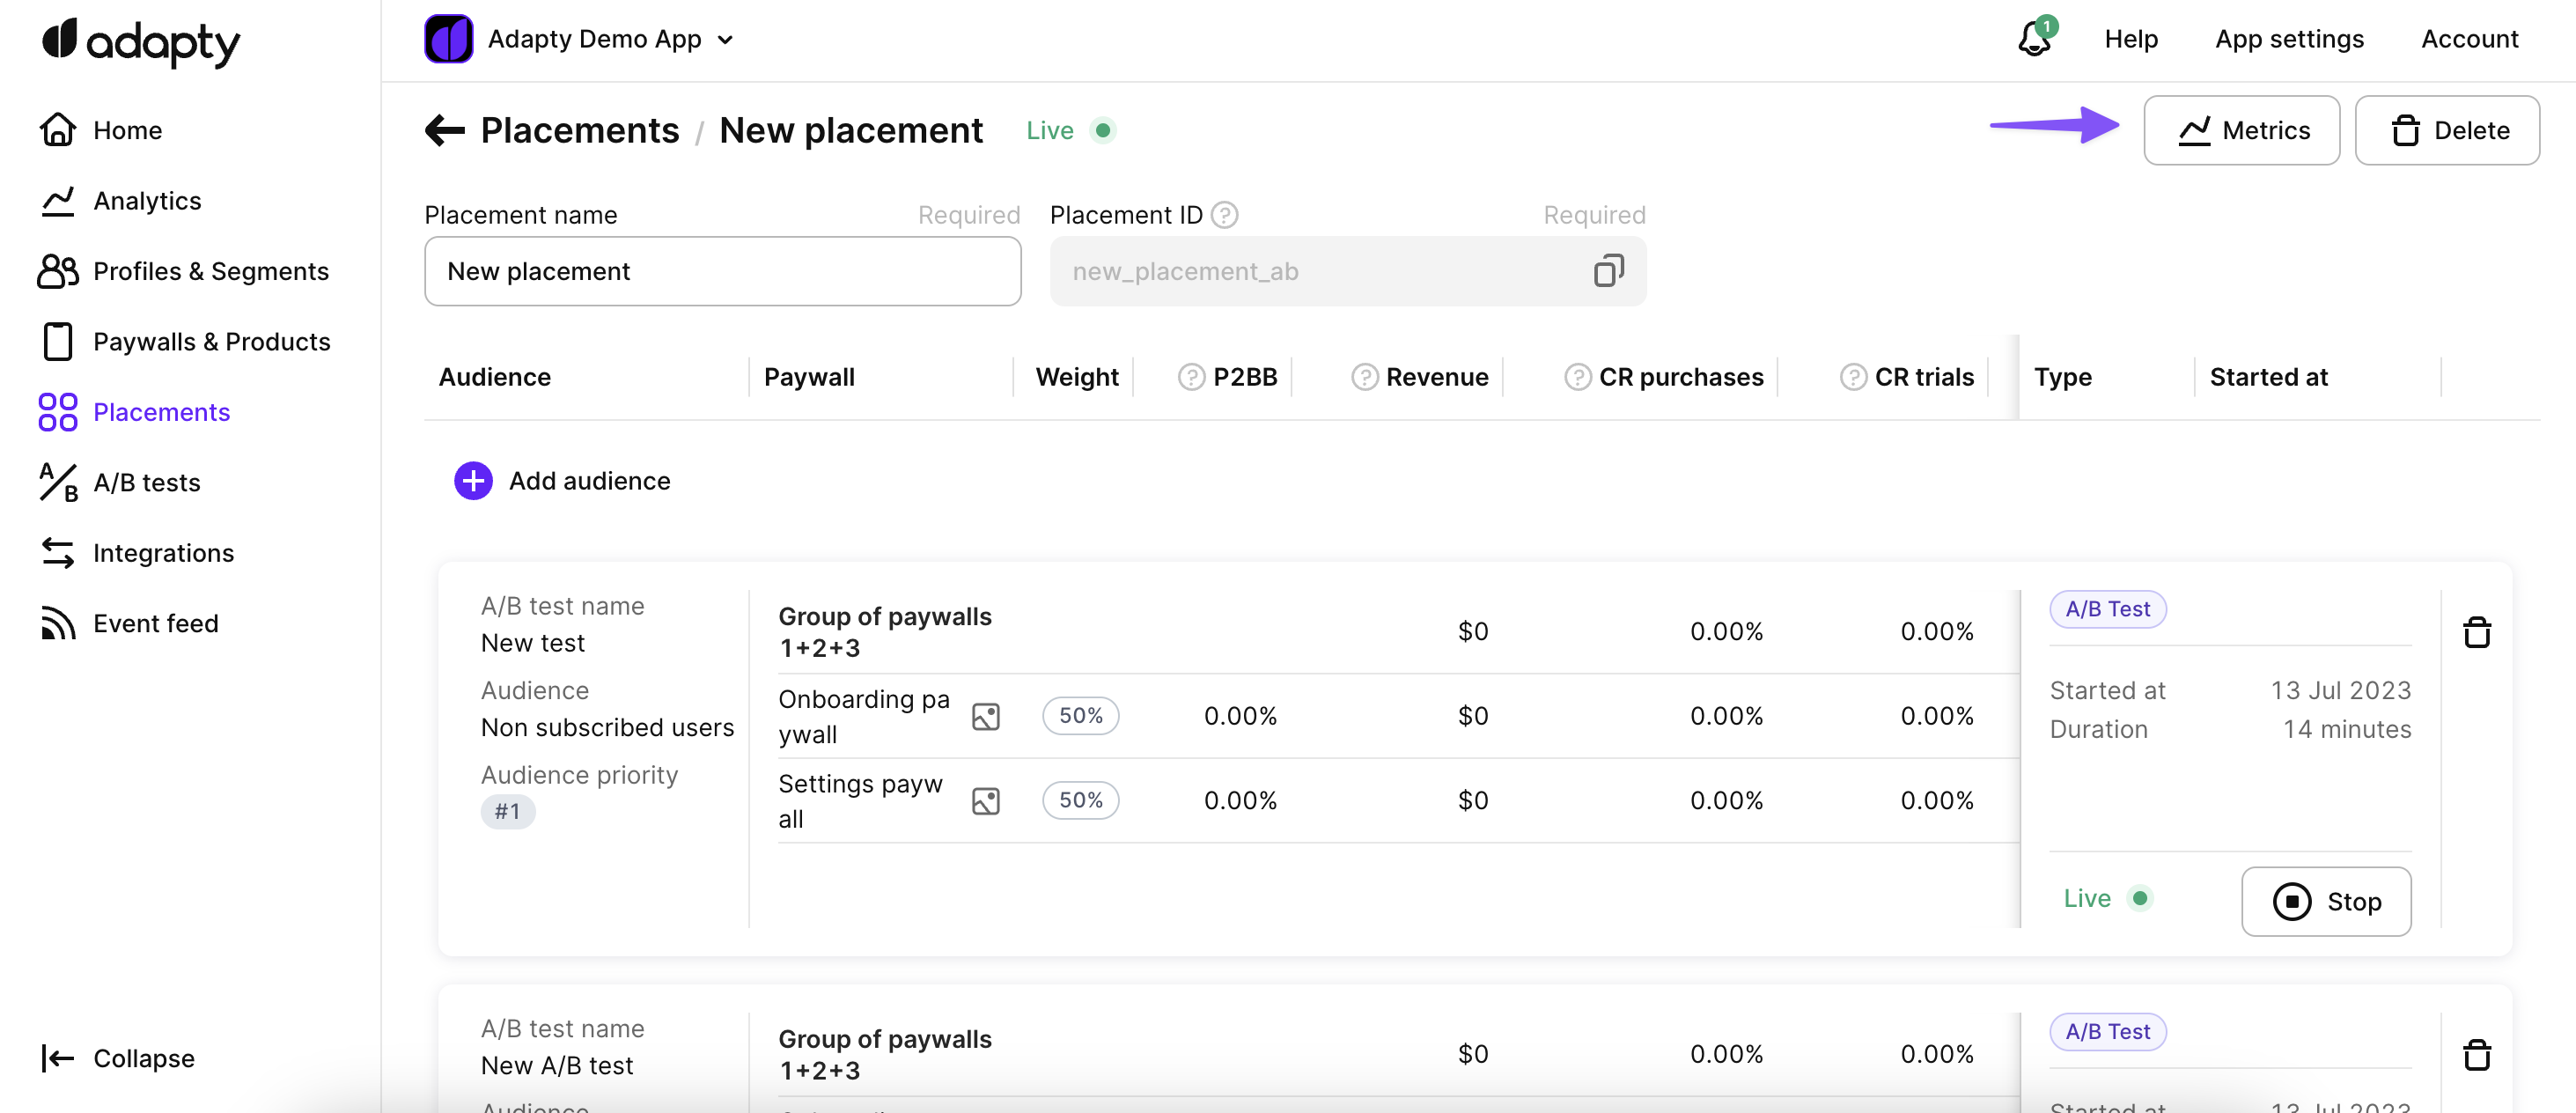 adapty
Adapty Demo App
1
Help
App settings
Account
Home
Analytics
Profiles & Segments
Paywalls & Products
Placements
A/B tests
Integrations
Event feed
Collapse
Placements / New placement
Live
Metrics
Delete
Placement name
Required
New placement
Placement ID ?
Required
new_placement_ab
Audience
Paywall
Weight
? P2BB
? Revenue
? CR purchases
? CR trials
Type
Started at
Add audience
A/B test name
New test
Audience
Non subscribed users
Audience priority
#1
Group of paywalls
1+2+3
$0
0.00%
0.00%
Onboarding pa
ywall
50%
0.00%
$0
0.00%
0.00%
Settings payw
all
50%
0.00%
$0
0.00%
0.00%
A/B Test
Started at
13 Jul 2023
Duration
14 minutes
Live
Stop
A/B test name
New A/B test
Audience
Group of paywalls
1+2+3
$0
0.00%
0.00%
A/B Test
Started at
13 Jul 2023